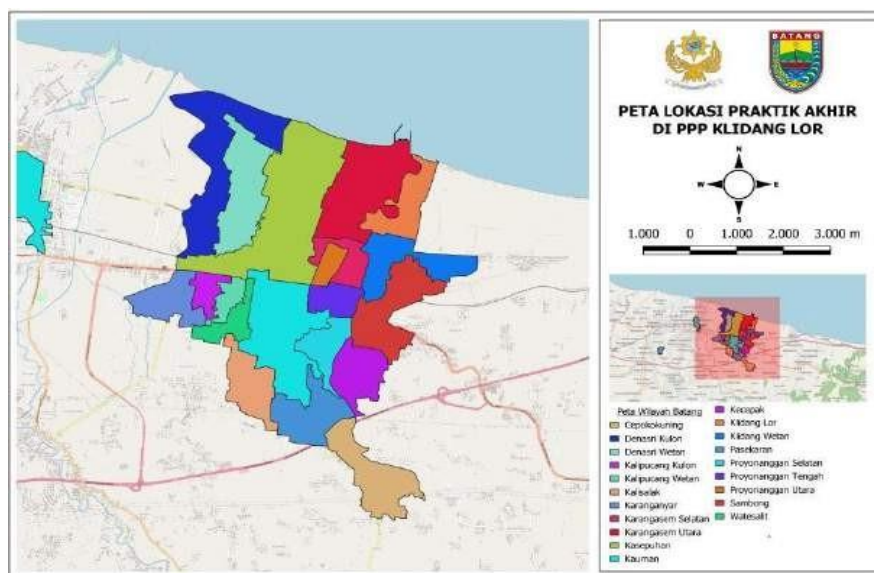 BATANG
PETA LOKASI PRAKTIK AKHIR
DI PPP KLIDANG LOR
N
W E
S
1.000 0 1.000 2.000 3.000 m
Peta Wilayah Batang
Cepokokuning
Denasri Kulon
Denasri Wetan
Kalipucang Kulon
Kalipucang Wetan
Kalisalak
Karanganyar
Karangasem Selatan
Karangasem Utara
Kasepuhan
Kauman
Kecepak
Klidang Lor
Klidang Wetan
Pasekaran
Proyonanggan Selatan
Proyonanggan Tengah
Proyonanggan Utara
Sambong
Watesalit